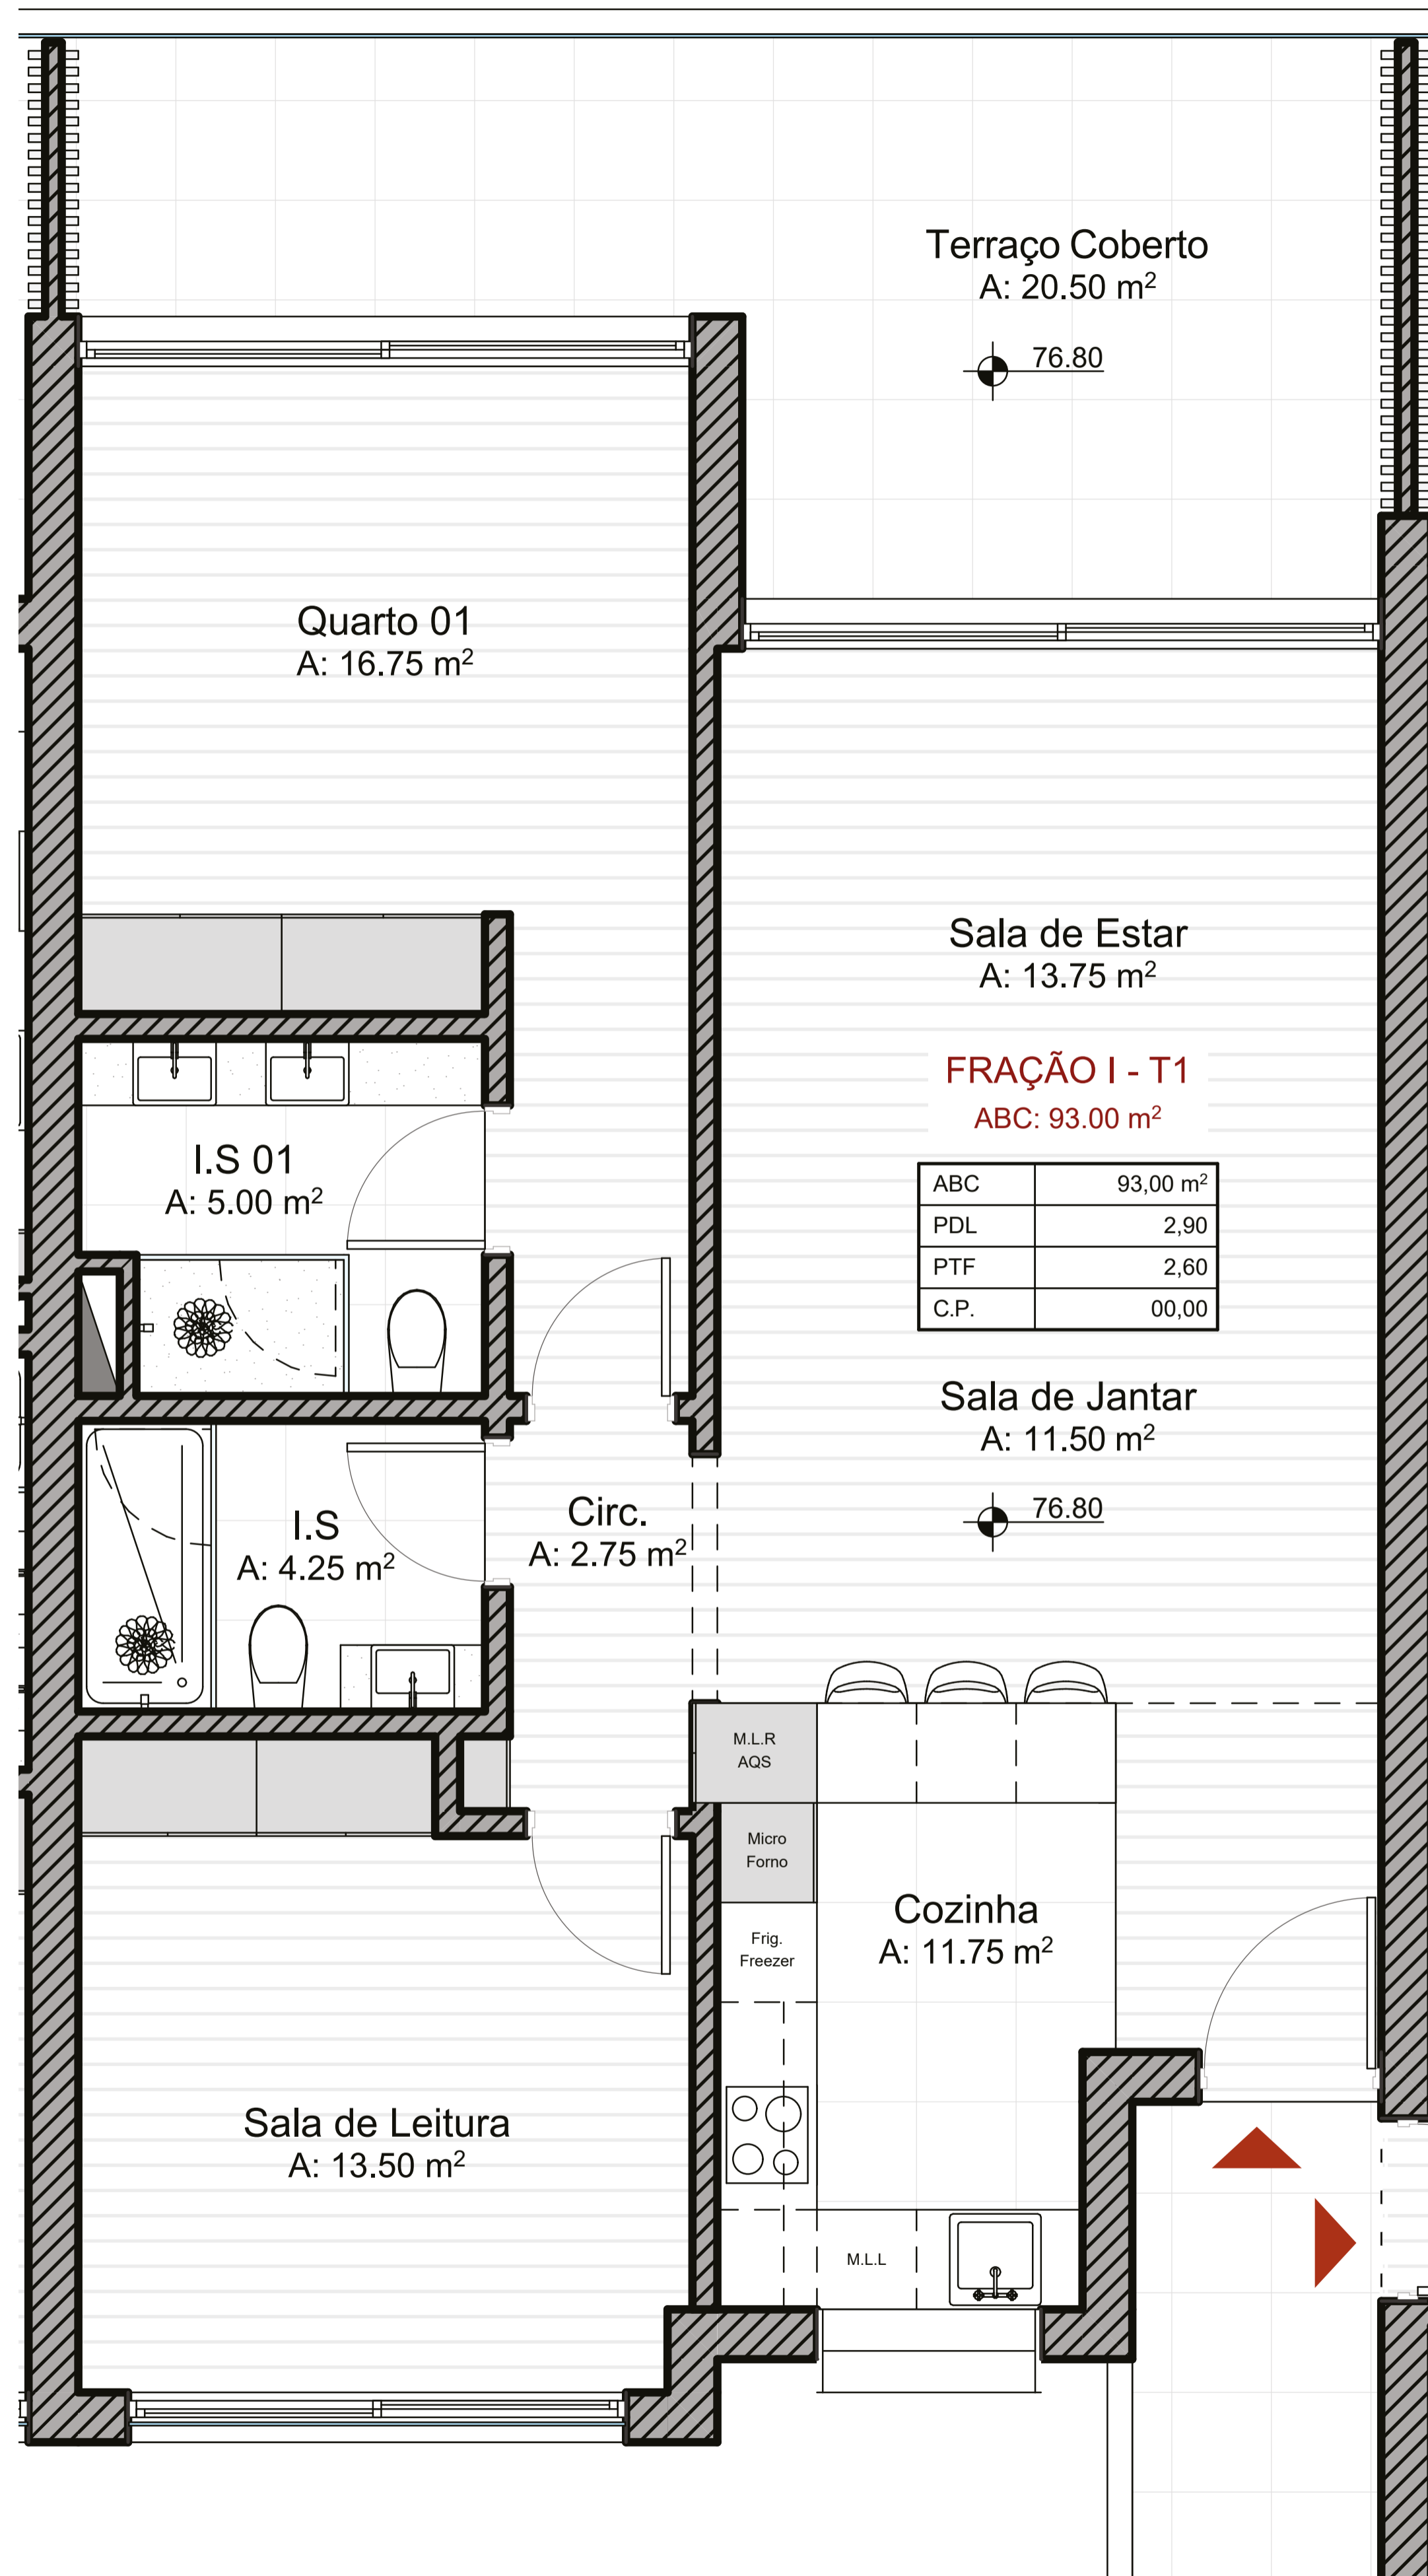 Terraço Coberto
A: 20.50 m²
76.80
Quarto 01
A: 16.75 m²
Sala de Estar
A: 13.75 m²
FRAÇÃO I - T1
ABC: 93.00 m²
ABC 93,00 m²
PDL 2,90
PTF 2,60
C.P. 00,00
I.S 01
A: 5.00 m²
Sala de Jantar
A: 11.50 m²
76.80
I.S
A: 4.25 m²
Circ.
A: 2.75 m²
M.L.R
AQS
Micro
Forno
Frig.
Freezer
Cozinha
A: 11.75 m²
Sala de Leitura
A: 13.50 m²
M.L.L